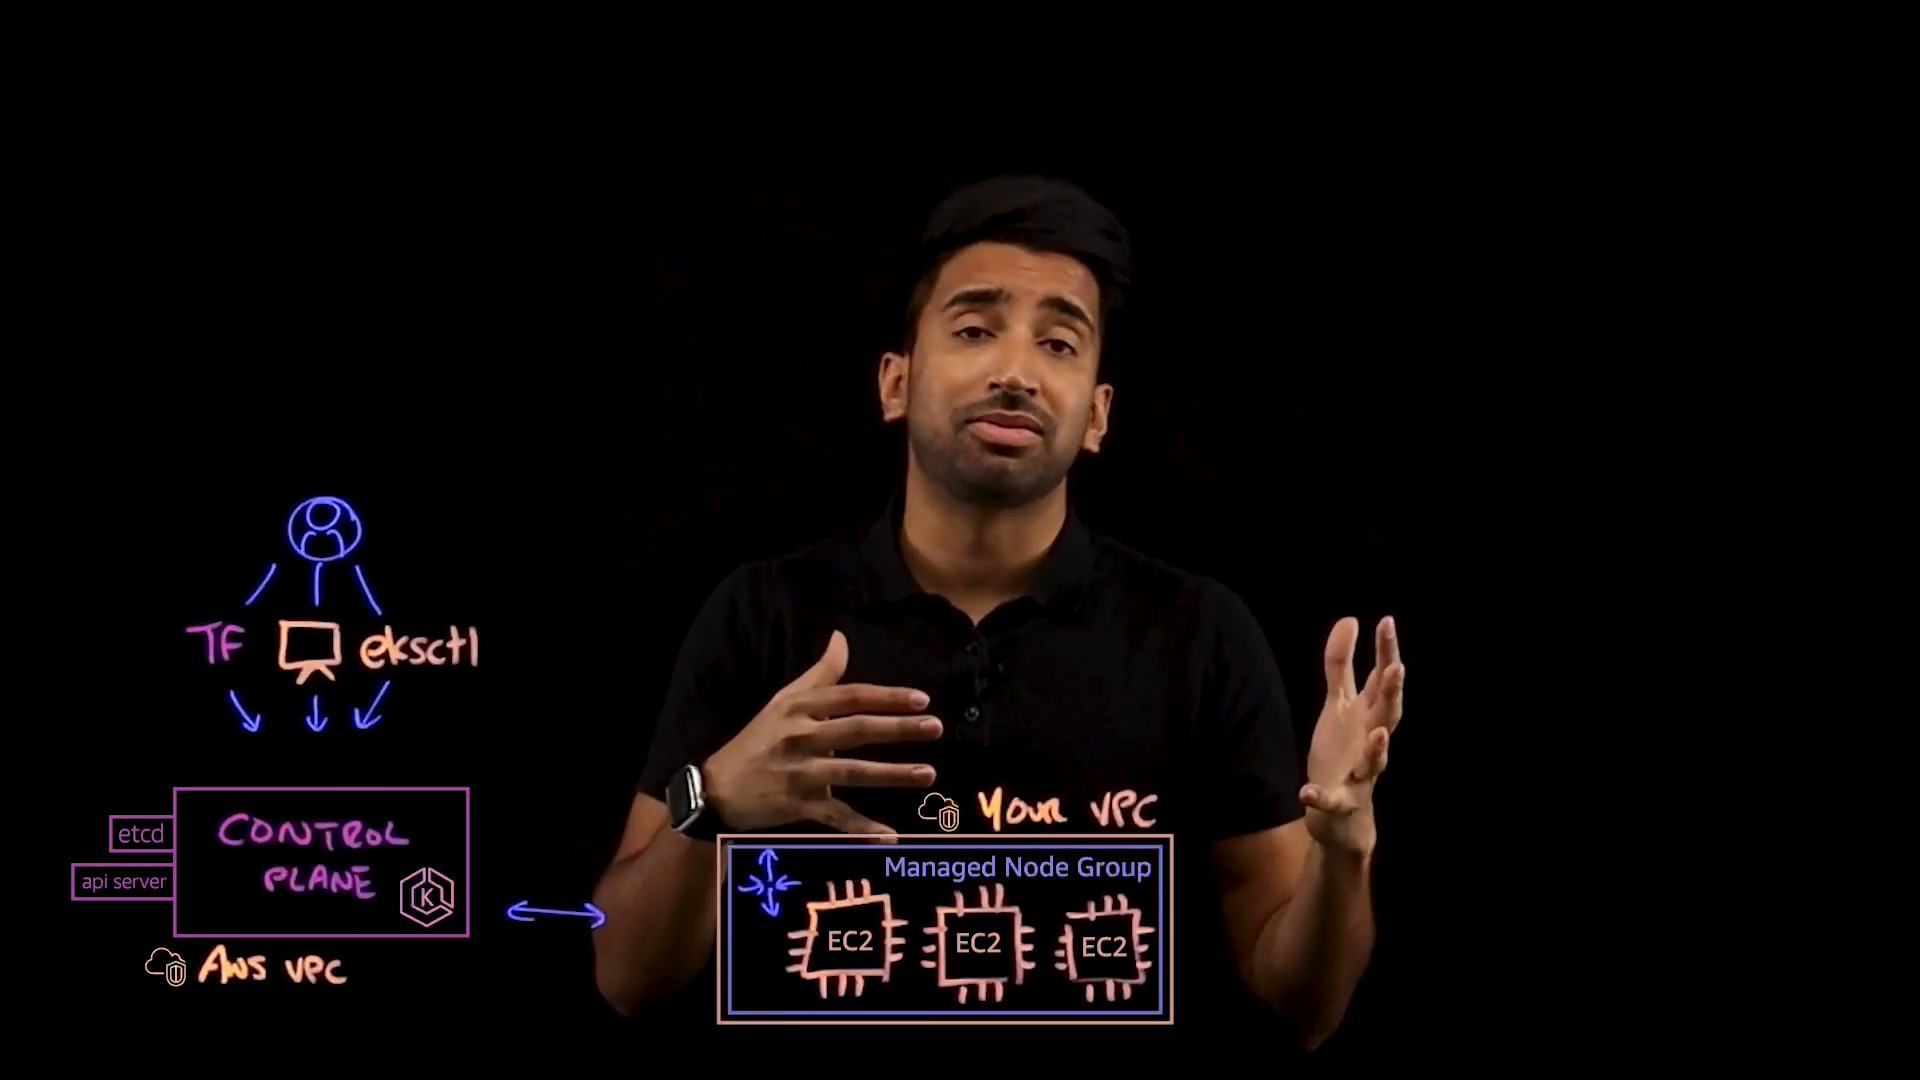 TF
eksctl
etcd
api server
CONTROL
PLANE
K
AWS VPC
Your VPC
Managed Node Group
EC2
EC2
EC2